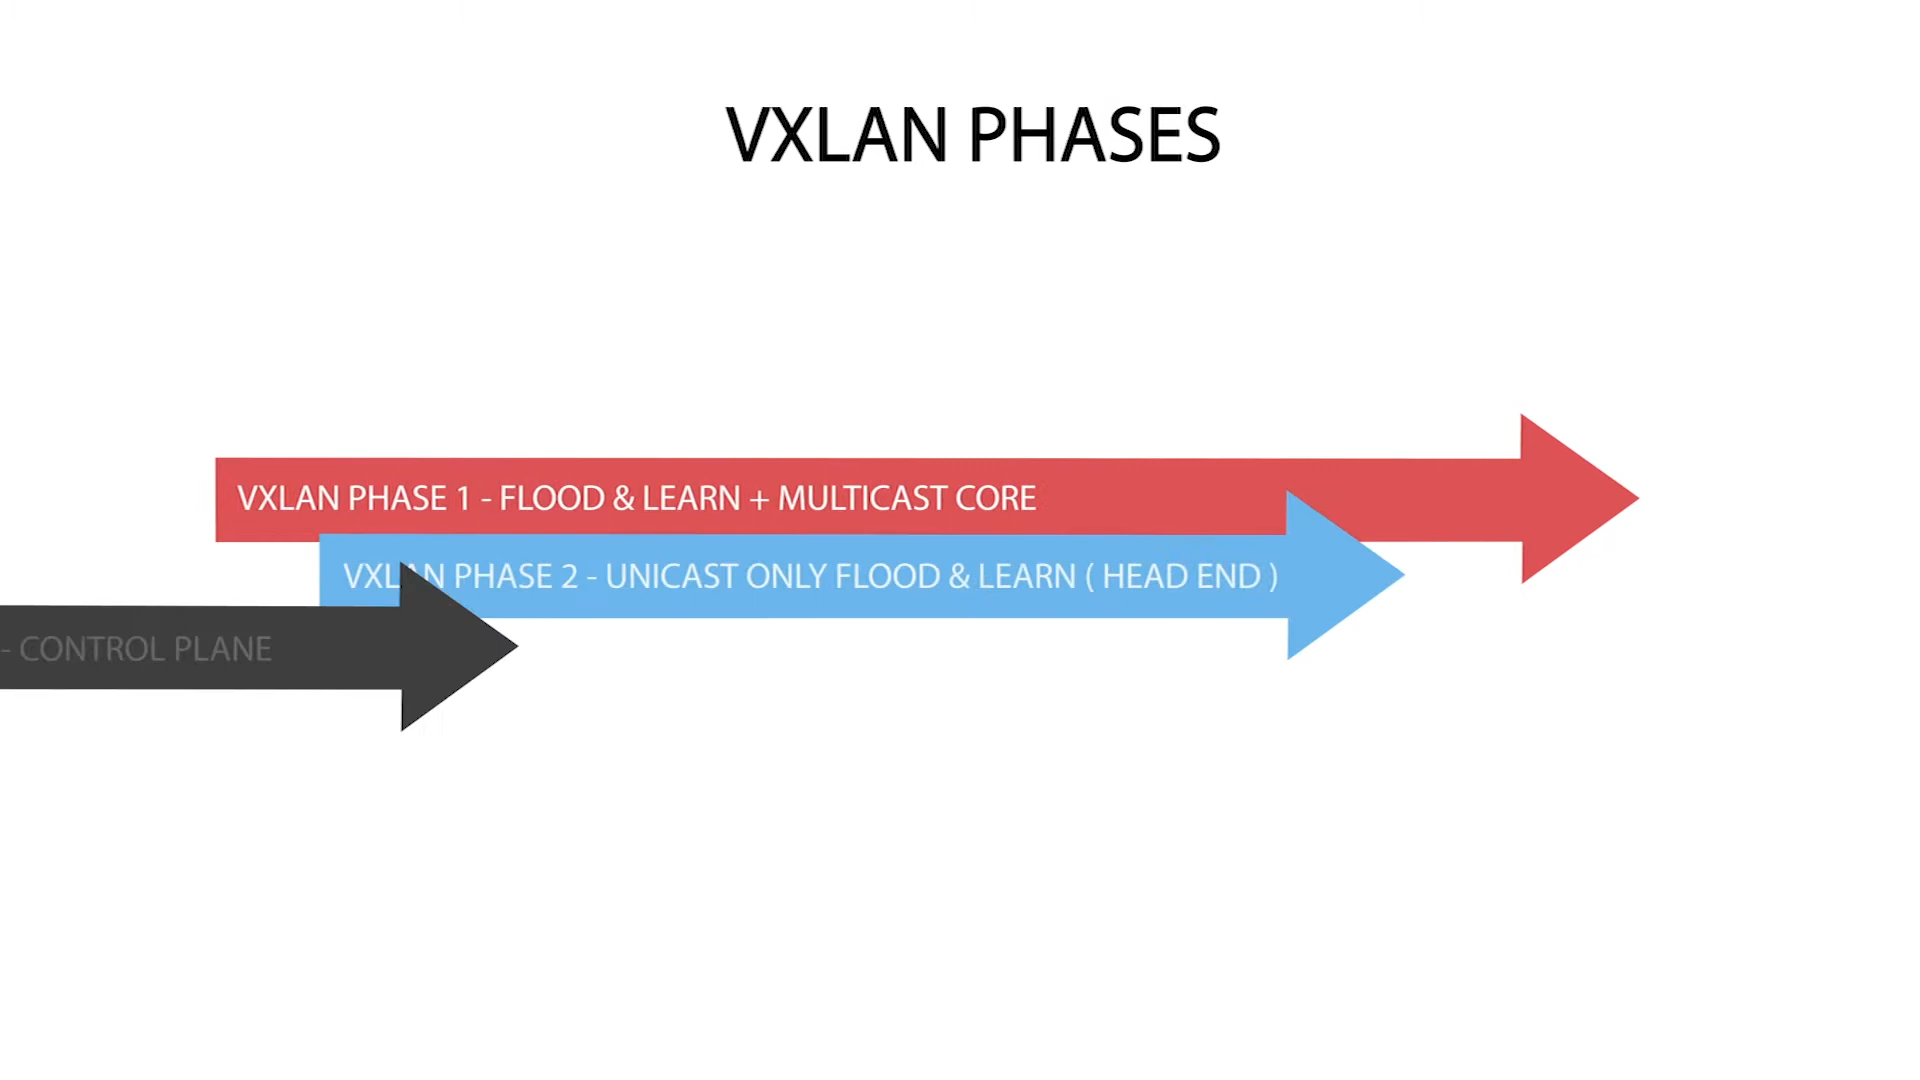 VXLAN PHASES
VXLAN PHASE 1 - FLOOD & LEARN + MULTICAST CORE
VXLAN PHASE 2 - UNICAST ONLY FLOOD & LEARN ( HEAD END )
- CONTROL PLANE